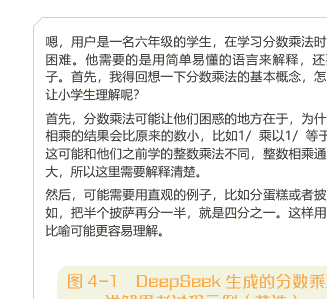 嗯，用户是一名六年级的学生，在学习分数乘法时
困难。他需要的是用简单易懂的语言来解释，还
子。首先，我得回想一下分数乘法的基本概念，怎
让小学生理解呢？
首先，分数乘法可能让他们困惑的地方在于，为什
相乘的结果会比原来的数小，比如1/ 乘以1/ 等于
这可能和他们之前学的整数乘法不同，整数相乘通
大，所以这里需要解释清楚。
然后，可能需要用直观的例子，比如分蛋糕或者披
如，把半个披萨再分一半，就是四分之一。这样用
比喻可能更容易理解。
图 4-1 DeepSeek 生成的分数乘